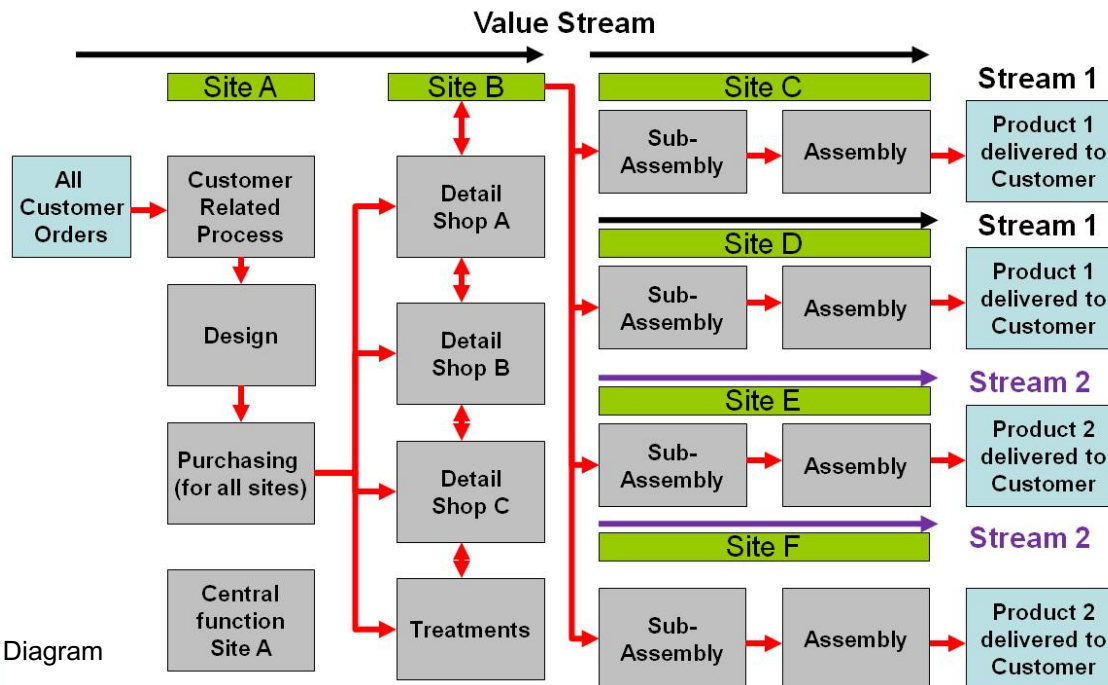 Value Stream
Site A
Site B
Site C
Stream 1
All
Customer
Orders
Customer
Related
Process
Detail
Shop A
Sub-
Assembly
Assembly
Product 1
delivered to
Customer
Stream 1
Site D
Design
Detail
Shop B
Sub-
Assembly
Assembly
Product 1
delivered to
Customer
Stream 2
Site E
Purchasing
(for all sites)
Detail
Shop C
Sub-
Assembly
Assembly
Product 2
delivered to
Customer
Stream 2
Site F
Central
function
Site A
Treatments
Sub-
Assembly
Assembly
Product 2
delivered to
Customer
Diagram